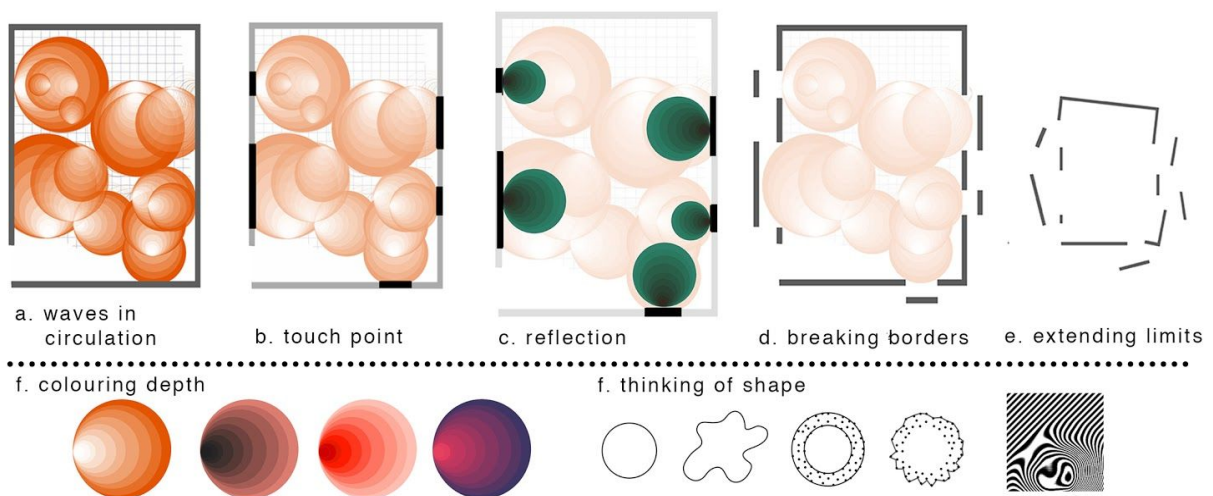 a. waves in
circulation
b. touch point
c. reflection
d. breaking borders
e. extending limits
f. colouring depth
f. thinking of shape